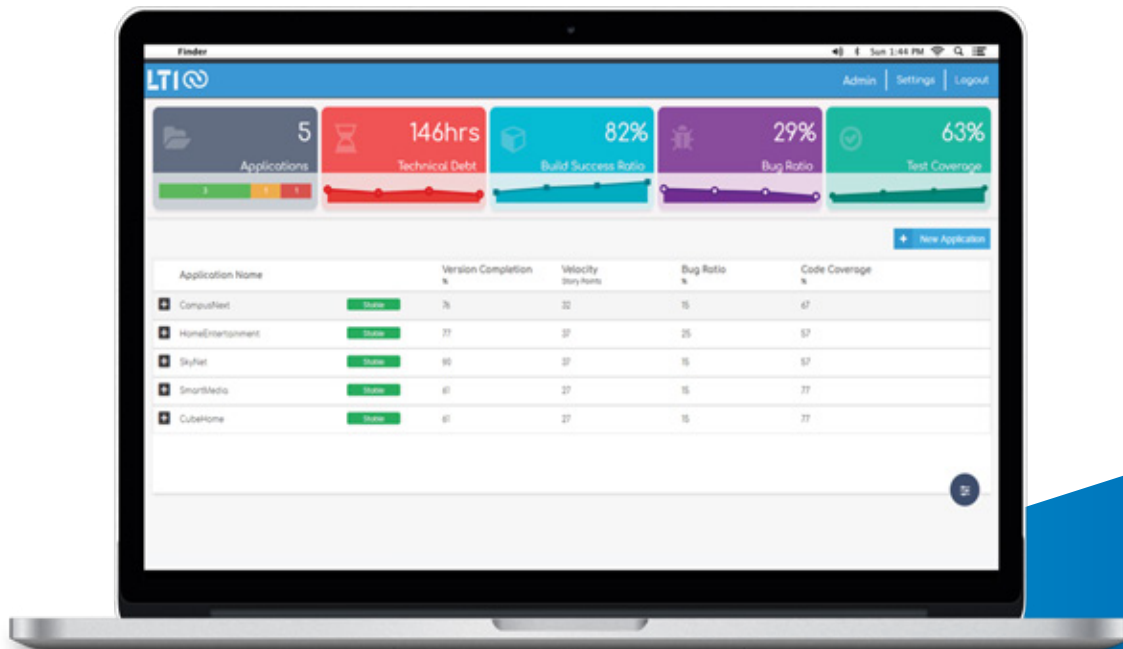 Finder
Sun 1:44 PM
LTI
Admin
Settings
Logout
5
Applications
3
1
1
146hrs
Technical Debt
82%
Build Success Ratio
29%
Bug Ratio
63%
Test Coverage
+ New Application
Application Name
Version Completion
%
Velocity
Story Points
Bug Ratio
%
Code Coverage
%
CampusNext Stable 76 32 15 67
HomeEntertainment Stable 77 37 25 57
SkyNet Stable 37 15 57
SmartMedia Stable 61 27 15 77
CubeHome Stable 61 27 15 77